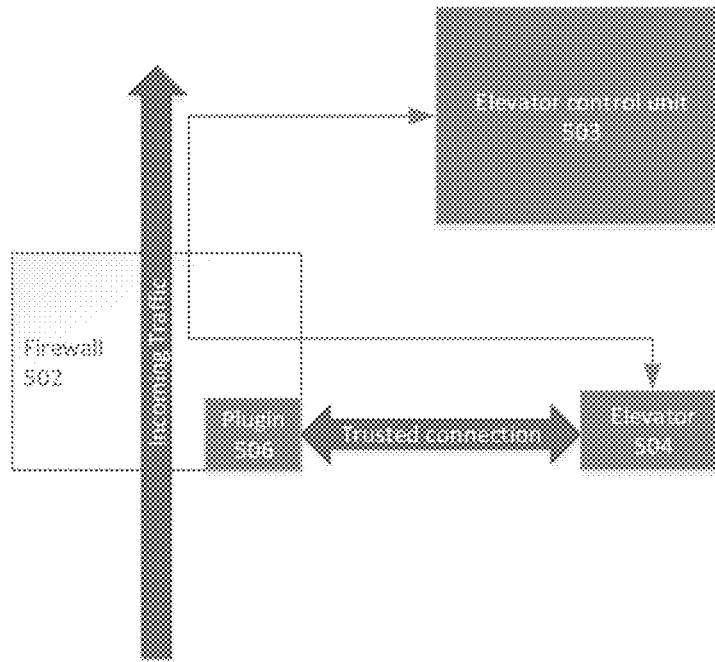 Elevator control unit
503
Incoming Traffic
Firewall
502
Plugin
506
Trusted connection
Elevator
504